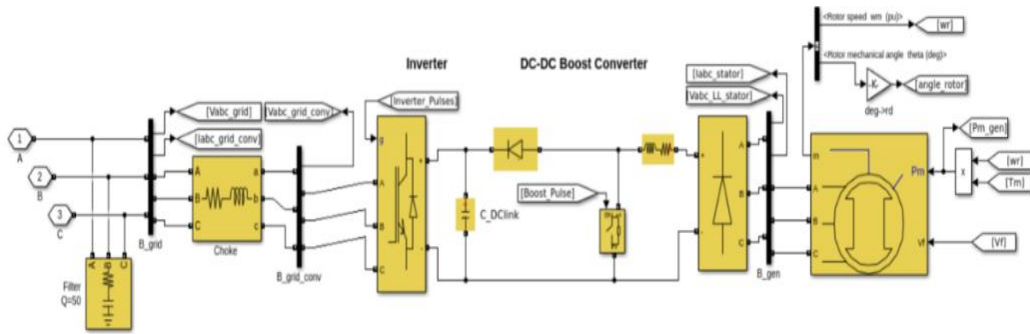 <Rotor speed wm (pu)>
[wr]
<Rotor mechanical angle theta (deg)>
-K-
[angle_rotor]
deg->rd
Inverter
DC-DC Boost Converter
[Iabc_stator]
[Vabc_LL_stator]
[Vabc_grid]
[Vabc_grid_conv]
[Iabc_grid_conv]
[Inverter_Pulses]
[Pm_gen]
1
A
2
B
3
C
B_grid
A
B
C
a
b
c
Choke
B_grid_conv
g
A
B
C
+
-
C_DClink
[Boost_Pulse]
+
-
A
B
C
B_gen
m
A
B
C
Pm
Vf
x
[wr]
[Tm]
[Vf]
A
B
C
Filter
Q=50